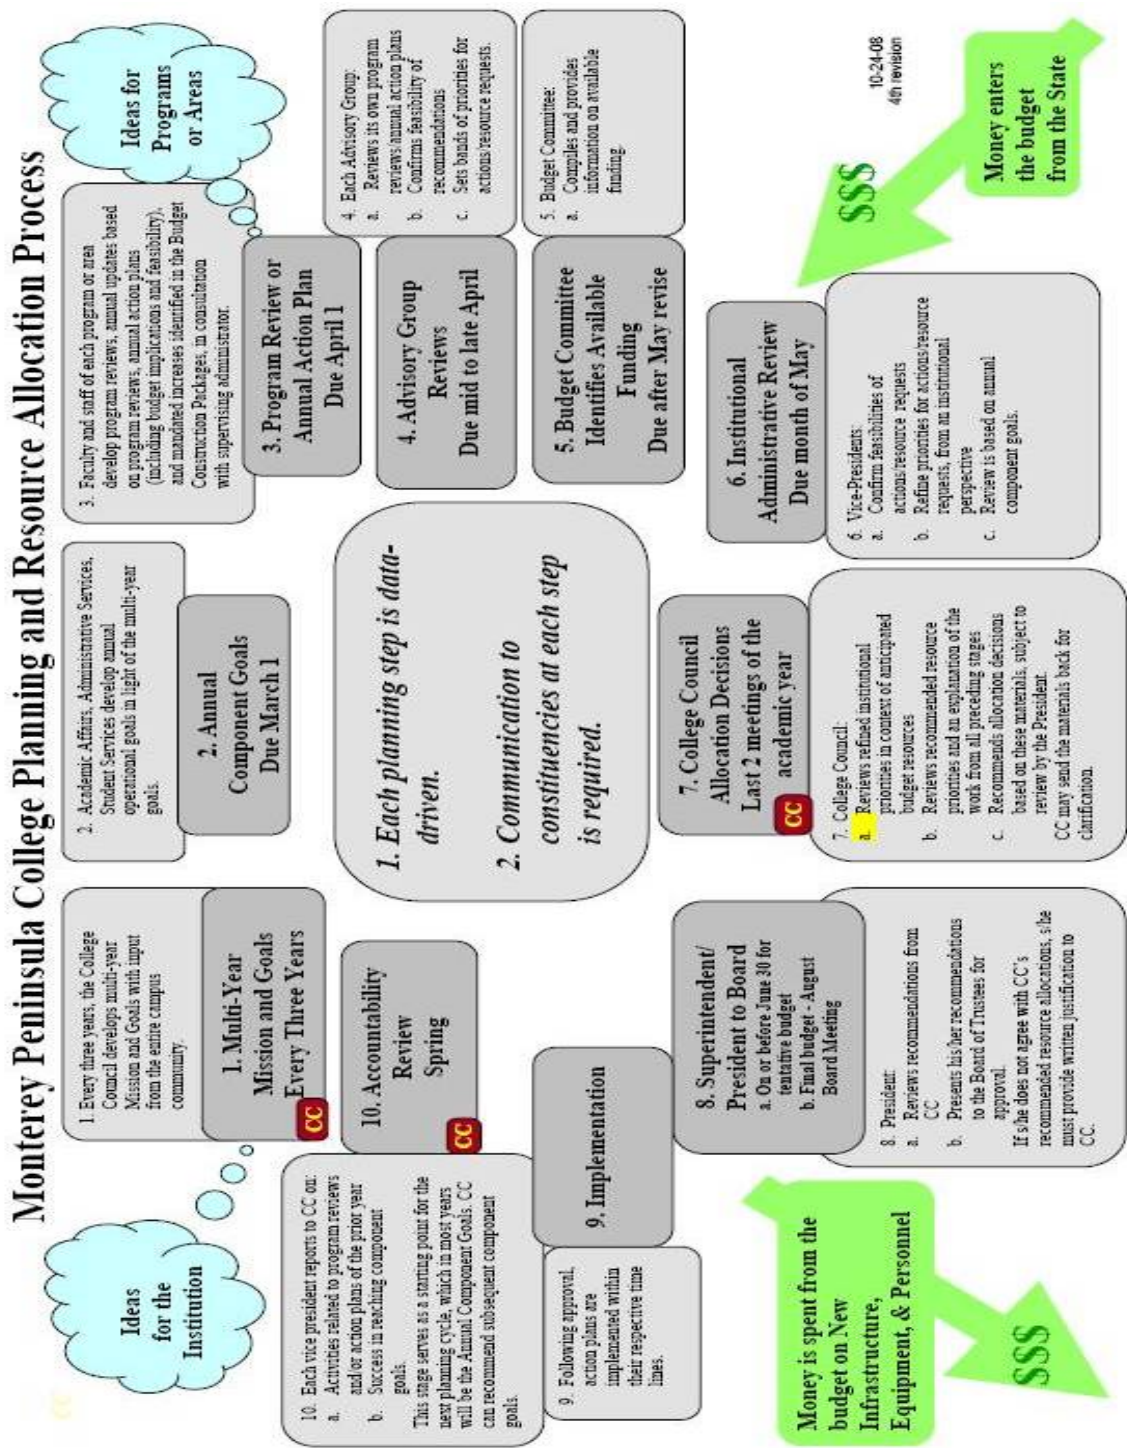 Monterey Peninsula College Planning and Resource Allocation Process
CC
Ideas
for the
Institution
1. Every three years, the College
Council develops multi-year
Mission and Goals with input
from the entire campus
community.
1. Multi-Year
Mission and Goals
Every Three Years
CC
2. Academic Affairs, Administrative Services,
Student Services develop annual
operational goals in light of the multi-year
goals.
2. Annual
Component Goals
Due March 1
3. Faculty and staff of each program or area
develop program reviews, annual updates based
on program reviews, annual action plans
(including budget implications and feasibility),
and mandated increases identified in the Budget
Construction Packages, in consultation
with supervising administrator.
Ideas for
Programs
or Areas
3. Program Review or
Annual Action Plan
Due April 1
4. Advisory Group
Reviews
Due mid to late April
4. Each Advisory Group:
a. Reviews its own program
reviews/annual action plans
b. Confirms feasibility of
recommendations
c. Sets bands of priorities for
actions/resource requests.
5. Budget Committee
Identifies Available
Funding
Due after May revise
5. Budget Committee:
a. Compiles and provides
information on available
funding.
1. Each planning step is data-
driven.
2. Communication to
constituencies at each step
is required.
10. Accountability
Review
Spring
CC
10. Each vice president reports to CC on:
a. Activities related to program reviews
and/or action plans of the prior year
b. Success in reaching component
goals.
This stage serves as a starting point for the
next planning cycle, which in most years
will be the Annual Component Goals. CC
can recommend subsequent component
goals.
9. Implementation
9. Following approval,
action plans are
implemented within
their respective time
lines.
8. Superintendent/
President to Board
a. On or before June 30 for
tentative budget
b. Final budget - August
Board Meeting
8. President:
a. Reviews recommendations from
CC
b. Presents his/her recommendations
to the Board of Trustees for
approval.
If s/he does not agree with CC's
recommended resource allocations, s/he
must provide written justification to
CC.
7. College Council
Allocation Decisions
Last 2 meetings of the
academic year
CC
7. College Council:
a. Reviews refined institutional
priorities in context of anticipated
budget resources
b. Reviews recommended resource
priorities and an explanation of the
work from all preceding stages
c. Recommends allocation decisions
based on these materials, subject to
review by the President.
CC may send the materials back for
clarification.
6. Institutional
Administrative Review
Due month of May
6. Vice-Presidents:
a. Confirm feasibilities of
actions/resource requests
b. Refine priorities for actions/resource
requests, from an institutional
perspective
c. Review is based on annual
component goals.
$$$
Money enters
the budget
from the State
10-24-08
4th revision
Money is spent from the
budget on New
Infrastructure,
Equipment, & Personnel
$$$